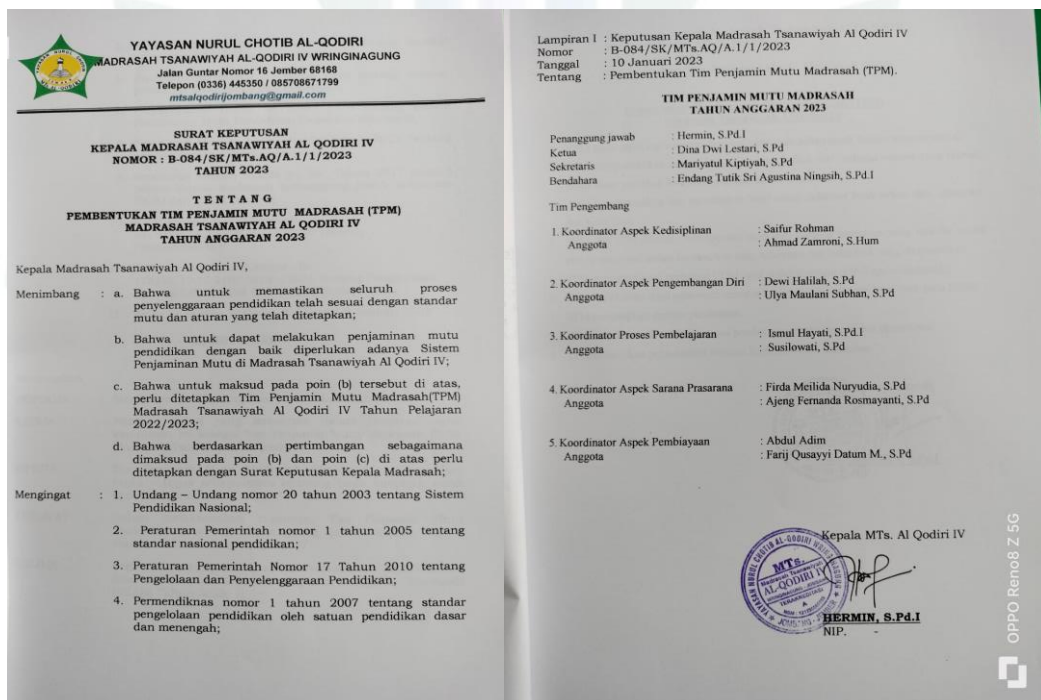 YAYASAN NURUL CHOTIB AL-QODIRI
MADRASAH TSANAWIYAH AL-QODIRI IV WRINGINAGUNG
Jalan Guntar Nomor 16 Jember 68168
Telepon (0336) 445350 / 085708671799
mtsalqodirijombang@gmail.com
SURAT KEPUTUSAN
KEPALA MADRASAH TSANAWIYAH AL QODIRI IV
NOMOR : B-084/SK/MTs.AQ/A.1/1/2023
TAHUN 2023
T E N T A N G
PEMBENTUKAN TIM PENJAMIN MUTU MADRASAH (TPM)
MADRASAH TSANAWIYAH AL QODIRI IV
TAHUN ANGGARAN 2023
Kepala Madrasah Tsanawiyah Al Qodiri IV,
Menimbang : a. Bahwa untuk memastikan seluruh proses
penyelenggaraan pendidikan telah sesuai dengan standar
mutu dan aturan yang telah ditetapkan;
b. Bahwa untuk dapat melakukan penjaminan mutu
pendidikan dengan baik diperlukan adanya Sistem
Penjaminan Mutu di Madrasah Tsanawiyah Al Qodiri IV;
c. Bahwa untuk maksud pada poin (b) tersebut di atas,
perlu ditetapkan Tim Penjamin Mutu Madrasah(TPM)
Madrasah Tsanawiyah Al Qodiri IV Tahun Pelajaran
2022/2023;
d. Bahwa berdasarkan pertimbangan sebagaimana
dimaksud pada poin (b) dan poin (c) di atas perlu
ditetapkan dengan Surat Keputusan Kepala Madrasah;
Mengingat : 1. Undang – Undang nomor 20 tahun 2003 tentang Sistem
Pendidikan Nasional;
2. Peraturan Pemerintah nomor 1 tahun 2005 tentang
standar nasional pendidikan;
3. Peraturan Pemerintah Nomor 17 Tahun 2010 tentang
Pengelolaan dan Penyelenggaraan Pendidikan;
4. Permendiknas nomor 1 tahun 2007 tentang standar
pengelolaan pendidikan oleh satuan pendidikan dasar
dan menengah;
Lampiran I : Keputusan Kepala Madrasah Tsanawiyah Al Qodiri IV
Nomor : B-084/SK/MTs.AQ/A.1/1/2023
Tanggal : 10 Januari 2023
Tentang : Pembentukan Tim Penjamin Mutu Madrasah (TPM).
TIM PENJAMIN MUTU MADRASAH
TAHUN ANGGARAN 2023
Penanggung jawab : Hermin, S.Pd.I
Ketua : Dina Dwi Lestari, S.Pd
Sekretaris : Mariyatul Kiptiyah, S.Pd
Bendahara : Endang Tutik Sri Agustina Ningsih, S.Pd.I
Tim Pengembang
1. Koordinator Aspek Kedisiplinan : Saifur Rohman
Anggota : Ahmad Zamroni, S.Hum
2. Koordinator Aspek Pengembangan Diri : Dewi Halilah, S.Pd
Anggota : Ulya Maulani Subhan, S.Pd
3. Koordinator Proses Pembelajaran : Ismul Hayati, S.Pd.I
Anggota : Susilowati, S.Pd
4. Koordinator Aspek Sarana Prasarana : Firda Meilida Nuryudia, S.Pd
Anggota : Ajeng Fernanda Rosmayanti, S.Pd
5. Koordinator Aspek Pembiayaan : Abdul Adim
Anggota : Farij Qusayyi Datum M., S.Pd
Kepala MTs. Al Qodiri IV
YAYASAN NURUL CHOTIB AL-QODIRI
MTs.
Madrasah Tsanawiyah
AL-QODIRI IV
TERAKREDITASI
A
HERMIN, S.Pd.I
NIP. -
OPPO Reno8 Z 5G